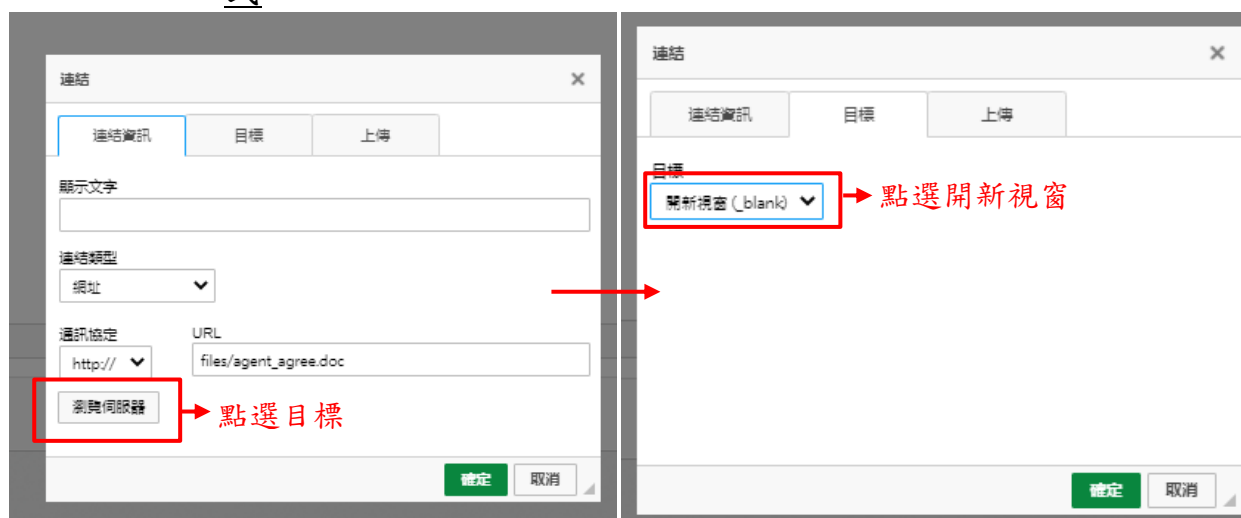 連結
×
連結資訊
目標
上傳
顯示文字
連結類型
網址
通訊協定
URL
http://
files/agent_agree.doc
瀏覽伺服器
點選目標
確定
取消
連結
×
連結資訊
目標
上傳
目標
開新視窗 (_blank)
點選開新視窗
確定
取消